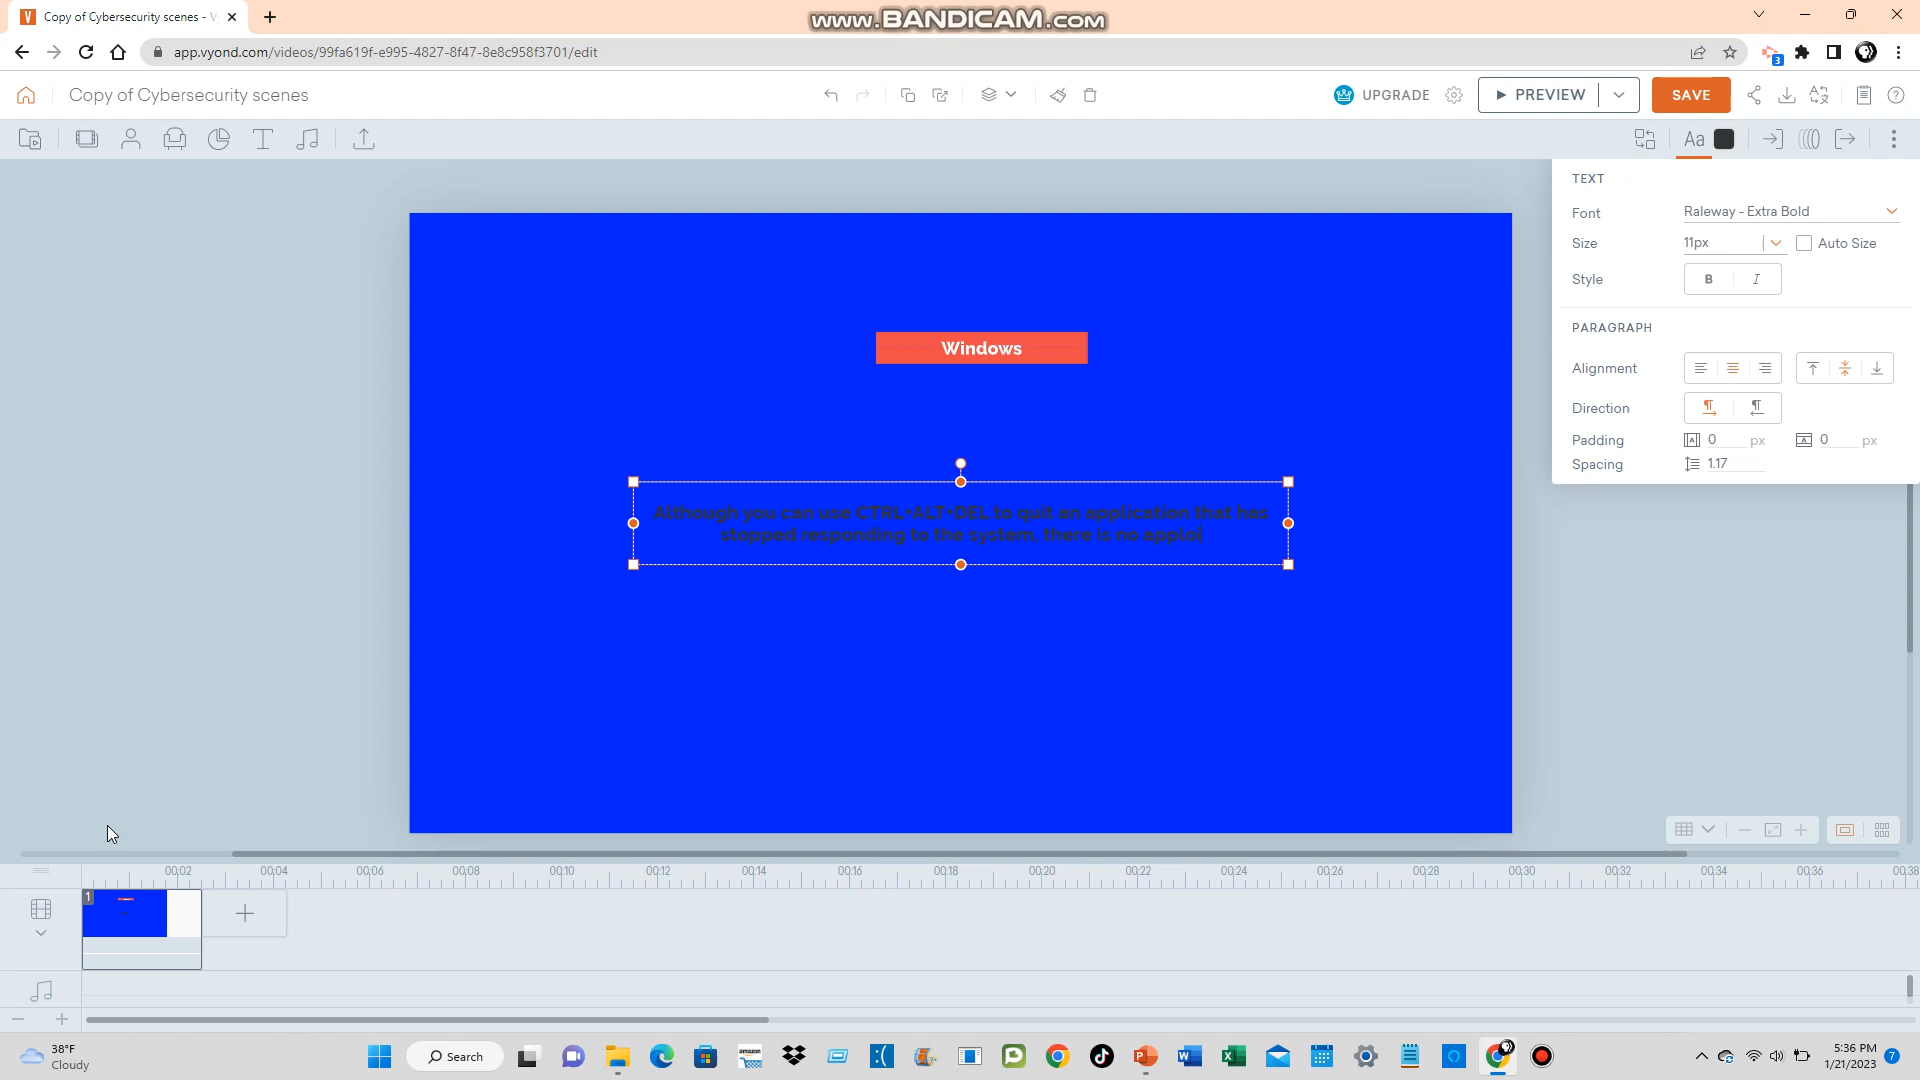 Copy of Cybersecurity scenes - V
www.BANDICAM.com
app.vyond.com/videos/99fa619f-e995-4827-8f47-8e8c958f3701/edit
3
Copy of Cybersecurity scenes
UPGRADE
PREVIEW
SAVE
Aa
TEXT
Font
Raleway - Extra Bold
Size
11px
Auto Size
Style
B
I
PARAGRAPH
Alignment
Direction
Padding
0
px
0
px
Spacing
1.17
Windows
Although you can use CTRL+ALT+DEL to quit an application that has
stopped responding to the system, there is no applo
00:02
00:04
00:06
00:08
00:10
00:12
00:14
00:16
00:18
00:20
00:22
00:24
00:26
00:28
00:30
00:32
00:34
00:36
00:38
1
38°F
Cloudy
Search
5:36 PM
1/21/2023
7